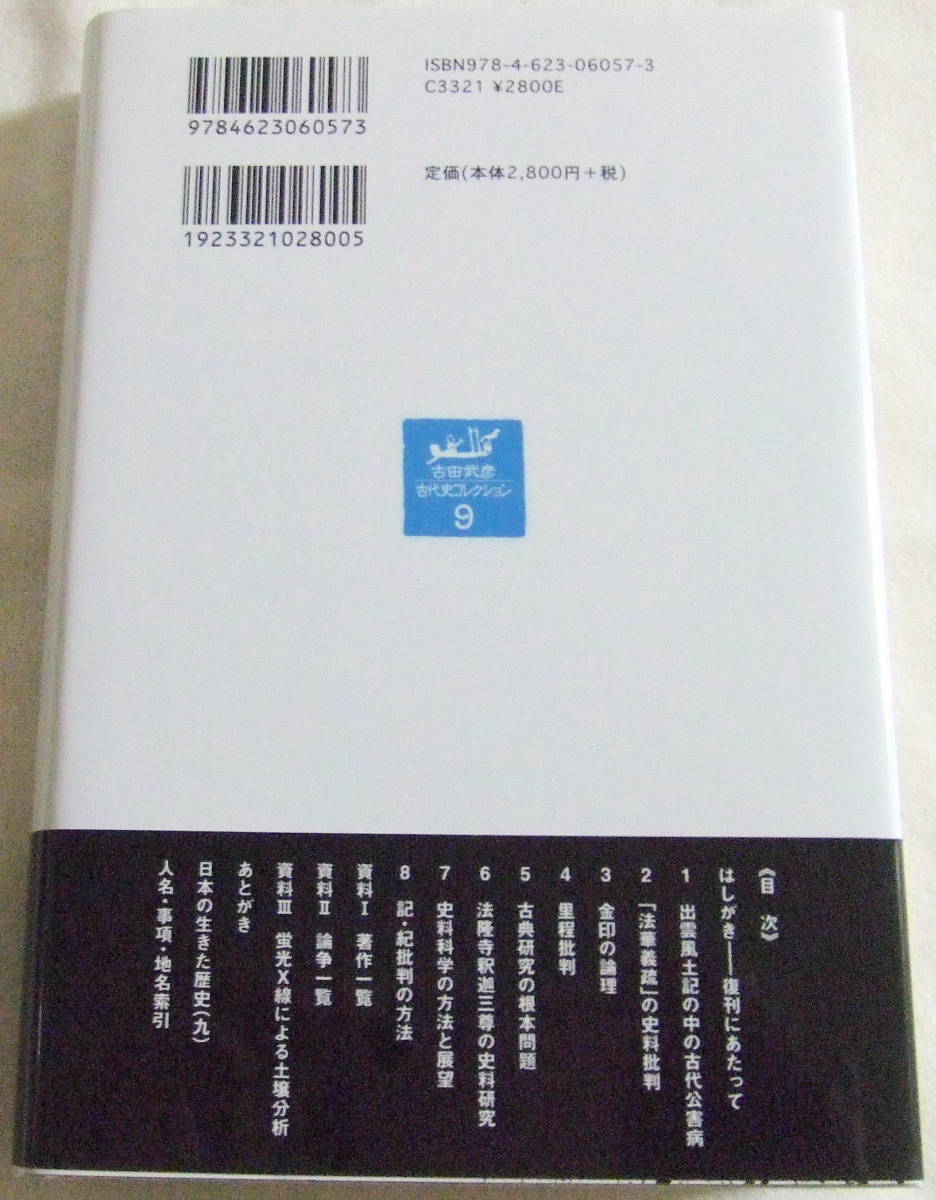 ISBN978-4-623-06057-3
C3321 ¥2800E
9784623060573
定価(本体2,800円+税)
1923321028005
古田武彦
古代史コレクション
9
《目 次》
はしがき――復刊にあたって
1 出雲風土記の中の古代公害病
2 「法華義疏」の史料批判
3 金印の論理
4 里程批判
5 古典研究の根本問題
6 法隆寺釈迦三尊の史料研究
7 史料科学の方法と展望
8 記・紀批判の方法
資料Ⅰ 著作一覧
資料Ⅱ 論争一覧
資料Ⅲ 蛍光X線による土壌分析
あとがき
日本の生きた歴史(九)
人名・事項・地名索引